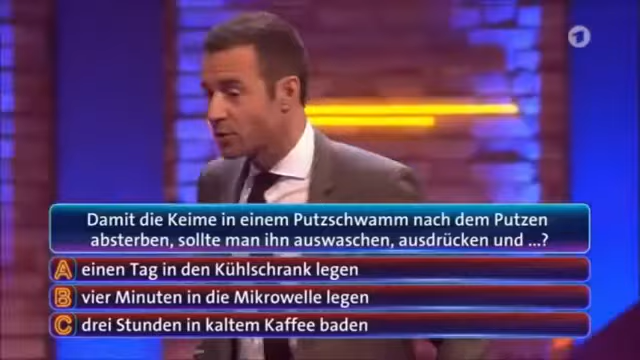 Damit die Keime in einem Putzschwamm nach dem Putzen
absterben, sollte man ihn auswaschen, ausdrücken und ...?
A einen Tag in den Kühlschrank legen
B vier Minuten in die Mikrowelle legen
C drei Stunden in kaltem Kaffee baden